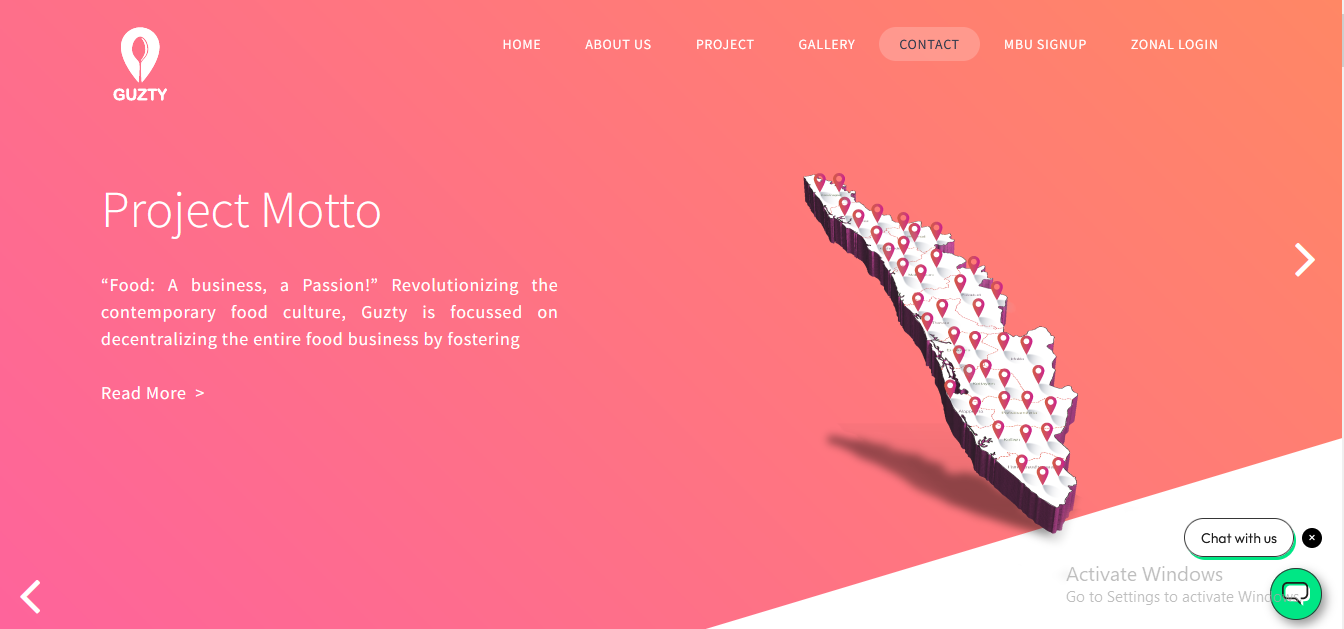 HOME ABOUT US PROJECT GALLERY CONTACT MBU SIGNUP ZONAL LOGIN
GUZTY
Project Motto
“Food: A business, a Passion!” Revolutionizing the
contemporary food culture, Guzty is focussed on
decentralizing the entire food business by fostering
Read More >
Chat with us
Activate Windows
Go to Settings to activate Windows.